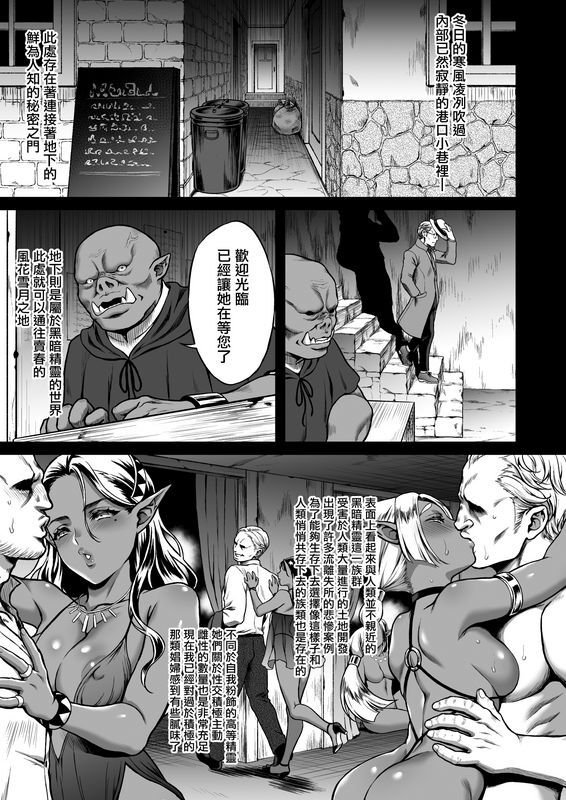 冬日的寒風凌冽吹過
內部已然寂靜的港口小巷裡—
此處存在著連接著地下的、
鮮為人知的秘密之門
歡迎光臨
已經讓她在等您了
地下則是屬於黑暗精靈的世界
此處就可以通往賣春的
風花雪月之地
表面上看起來與人類並不親近的
黑暗精靈這一族群
受害於人類大量進行的土地開發
出現了許多流離失所的悲慘案例
為了能夠生存下去選擇像這樣子和
人類悄悄共存下去的族類也是存在的
不同於自我粉飾的高等精靈
她們關於性交積極主動
雌性的數量也是非常充足
現在我已經對過於積極的
那類娼婦感到有些膩味了